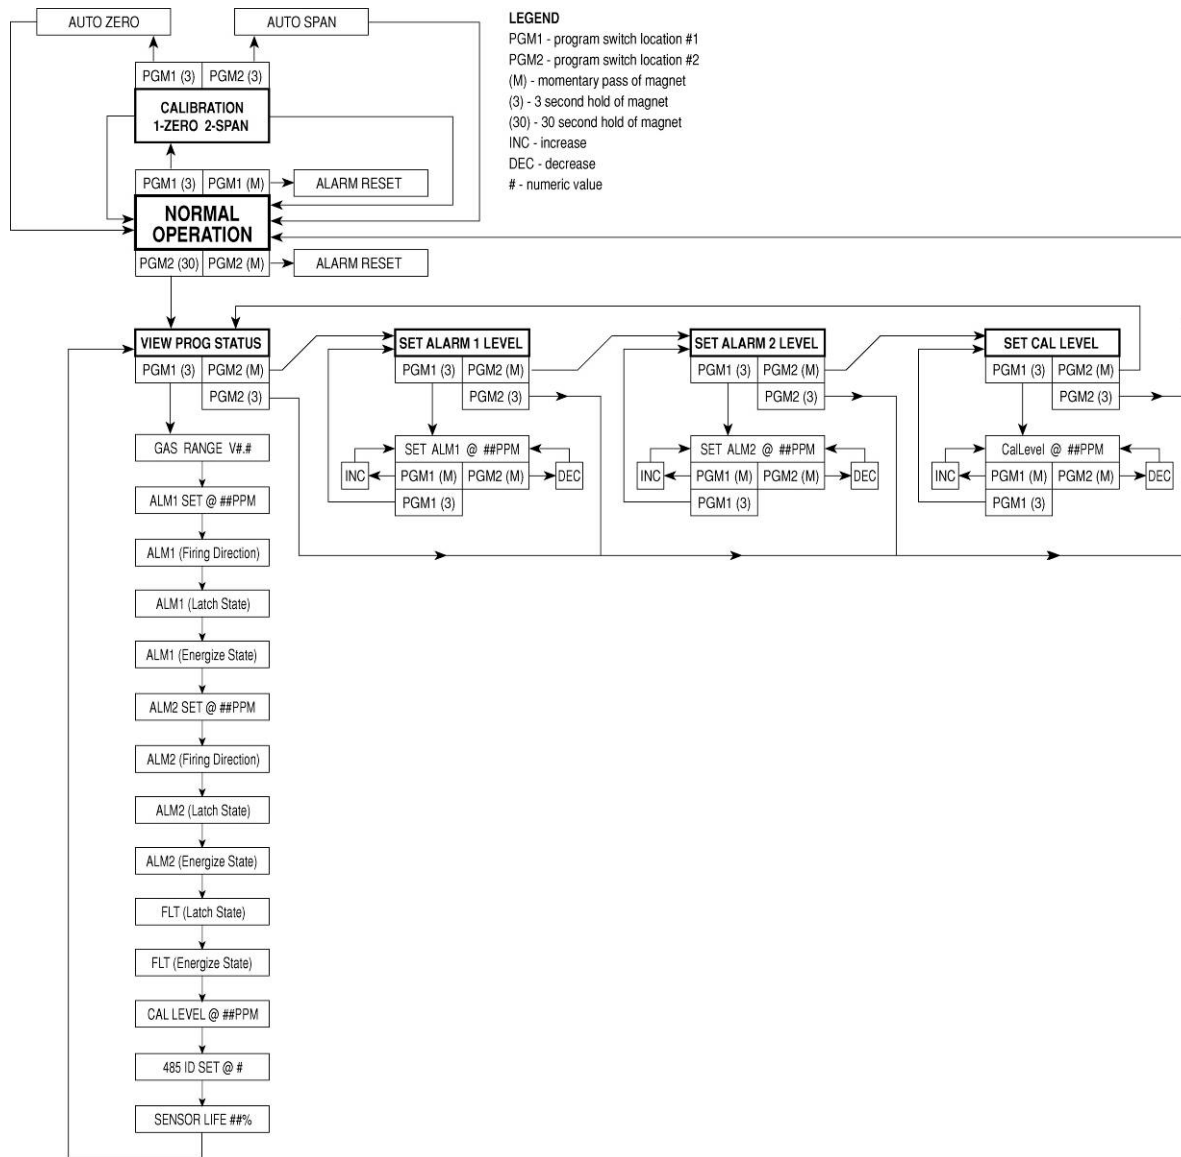 AUTO ZERO
AUTO SPAN
PGM1 (3) PGM2 (3)
CALIBRATION
1-ZERO 2-SPAN
PGM1 (3) PGM1 (M)
ALARM RESET
NORMAL
OPERATION
PGM2 (30) PGM2 (M)
ALARM RESET
LEGEND
PGM1 - program switch location #1
PGM2 - program switch location #2
(M) - momentary pass of magnet
(3) - 3 second hold of magnet
(30) - 30 second hold of magnet
INC - increase
DEC - decrease
# - numeric value
VIEW PROG STATUS
PGM1 (3) PGM2 (M)
PGM2 (3)
GAS RANGE V#.#
ALM1 SET @ ##PPM
ALM1 (Firing Direction)
ALM1 (Latch State)
ALM1 (Energize State)
ALM2 SET @ ##PPM
ALM2 (Firing Direction)
ALM2 (Latch State)
ALM2 (Energize State)
FLT (Latch State)
FLT (Energize State)
CAL LEVEL @ ##PPM
485 ID SET @ #
SENSOR LIFE ##%
SET ALARM 1 LEVEL
PGM1 (3) PGM2 (M)
PGM2 (3)
SET ALM1 @ ##PPM
INC PGM1 (M) PGM2 (M) DEC
PGM1 (3)
SET ALARM 2 LEVEL
PGM1 (3) PGM2 (M)
PGM2 (3)
SET ALM2 @ ##PPM
INC PGM1 (M) PGM2 (M) DEC
PGM1 (3)
SET CAL LEVEL
PGM1 (3) PGM2 (M)
PGM2 (3)
CalLevel @ ##PPM
INC PGM1 (M) PGM2 (M) DEC
PGM1 (3)